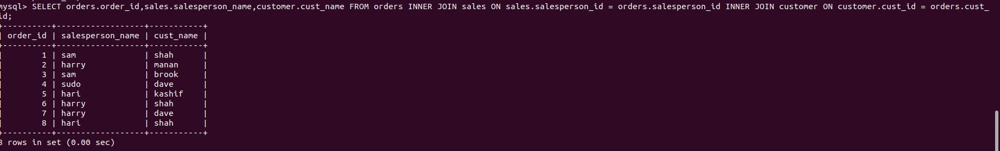 mysql> SELECT orders.order_id,sales.salesperson_name,customer.cust_name FROM orders INNER JOIN sales ON sales.salesperson_id = orders.salesperson_id INNER JOIN customer ON customer.cust_id = orders.cust_
id;
+----------+------------------+-----------+
| order_id | salesperson_name | cust_name |
+----------+------------------+-----------+
|        1 | sam              | shah      |
|        2 | harry            | manan     |
|        3 | sam              | brook     |
|        4 | sudo             | dave      |
|        5 | hari             | kashif    |
|        6 | harry            | shah      |
|        7 | harry            | dave      |
|        8 | hari             | shah      |
+----------+------------------+-----------+
8 rows in set (0.00 sec)